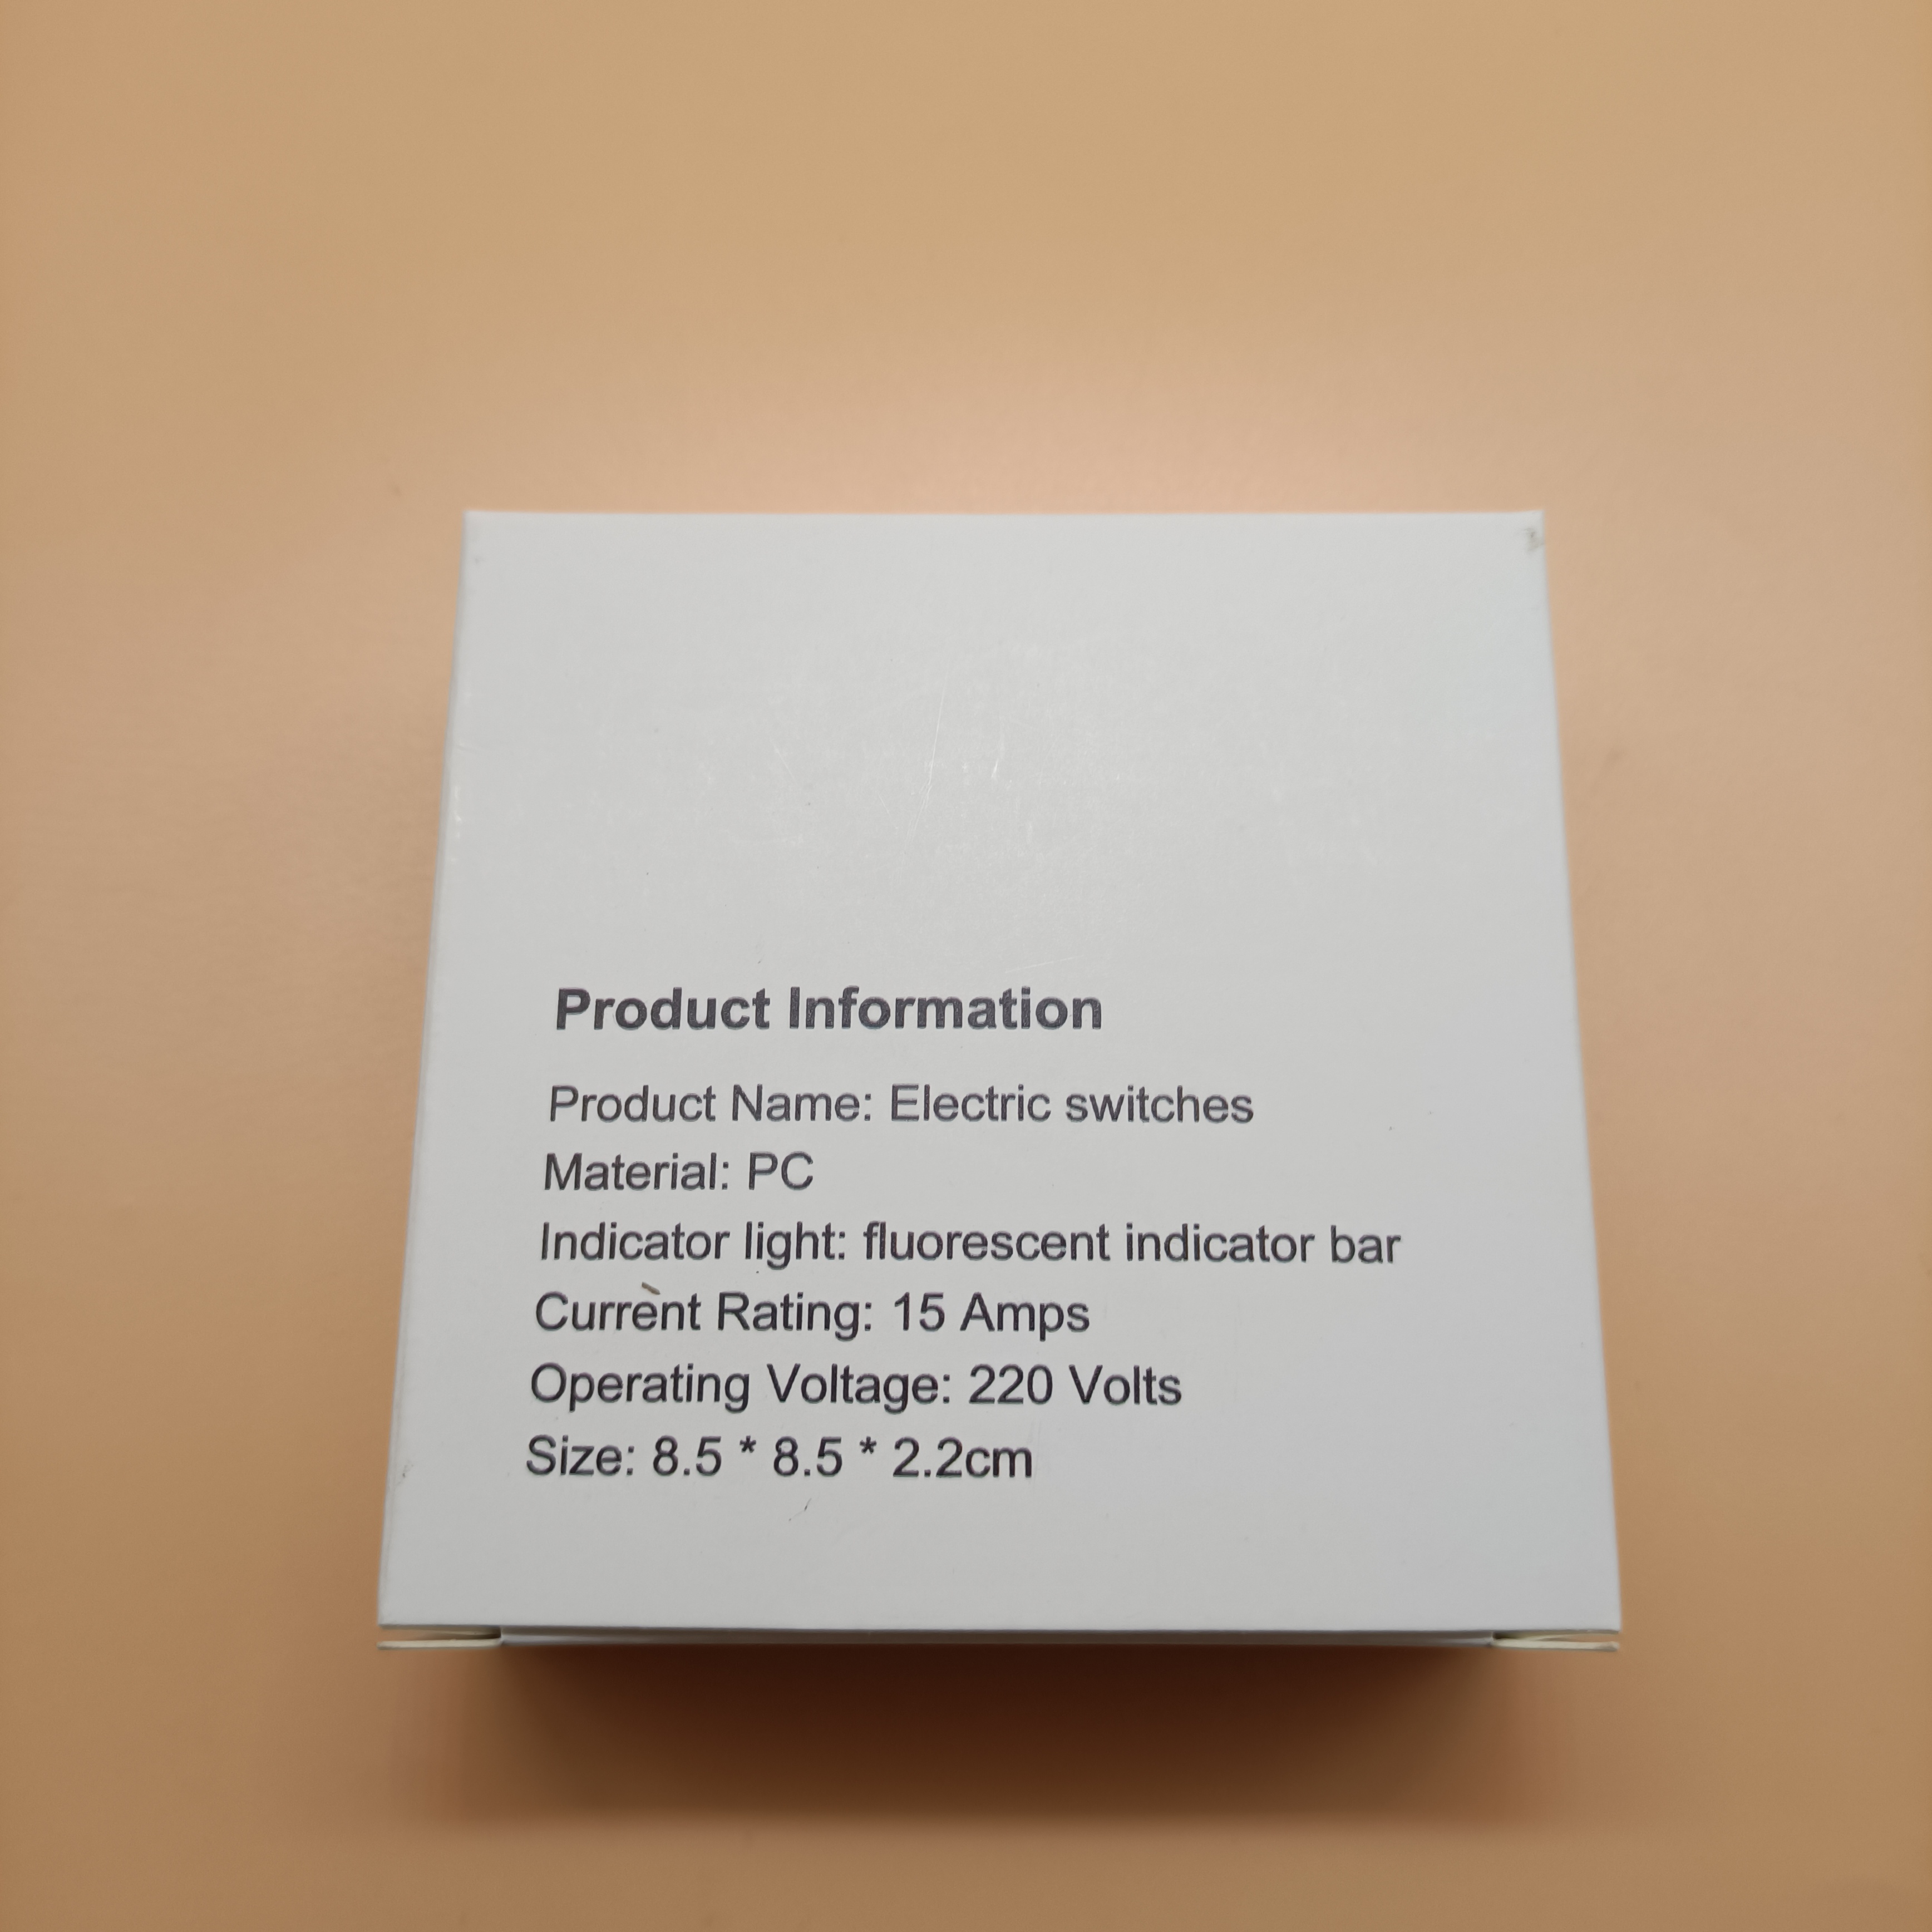 Product Information
Product Name: Electric switches
Material: PC
Indicator light: fluorescent indicator bar
Current Rating: 15 Amps
Operating Voltage: 220 Volts
Size: 8.5 * 8.5 * 2.2cm